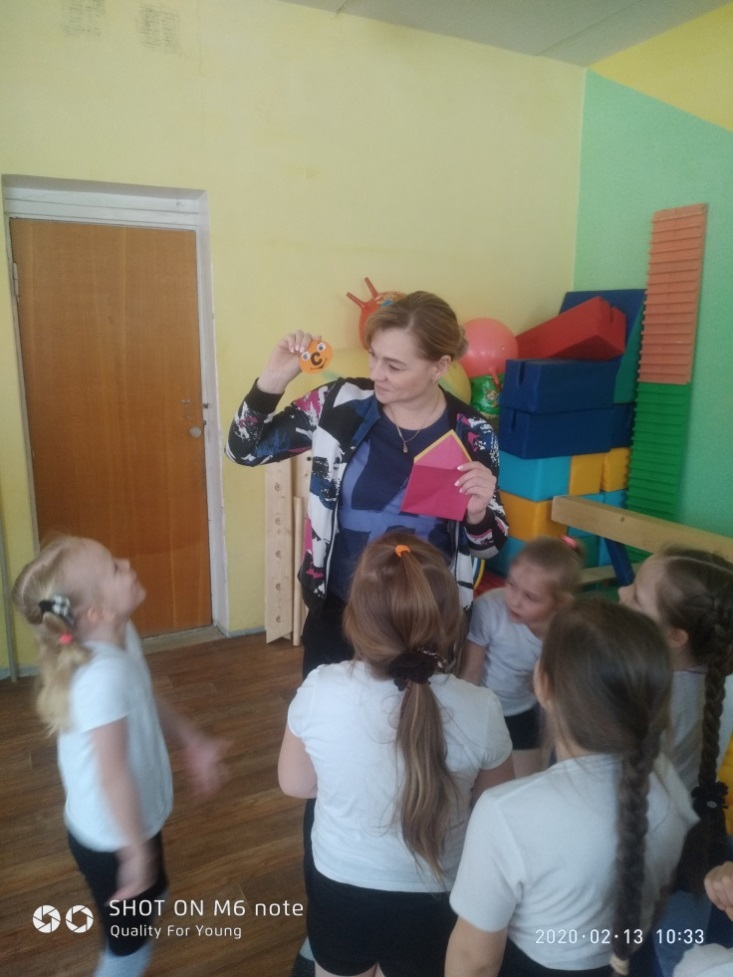 С
SHOT ON M6 note
Quality For Young
2020·02·13 10:33